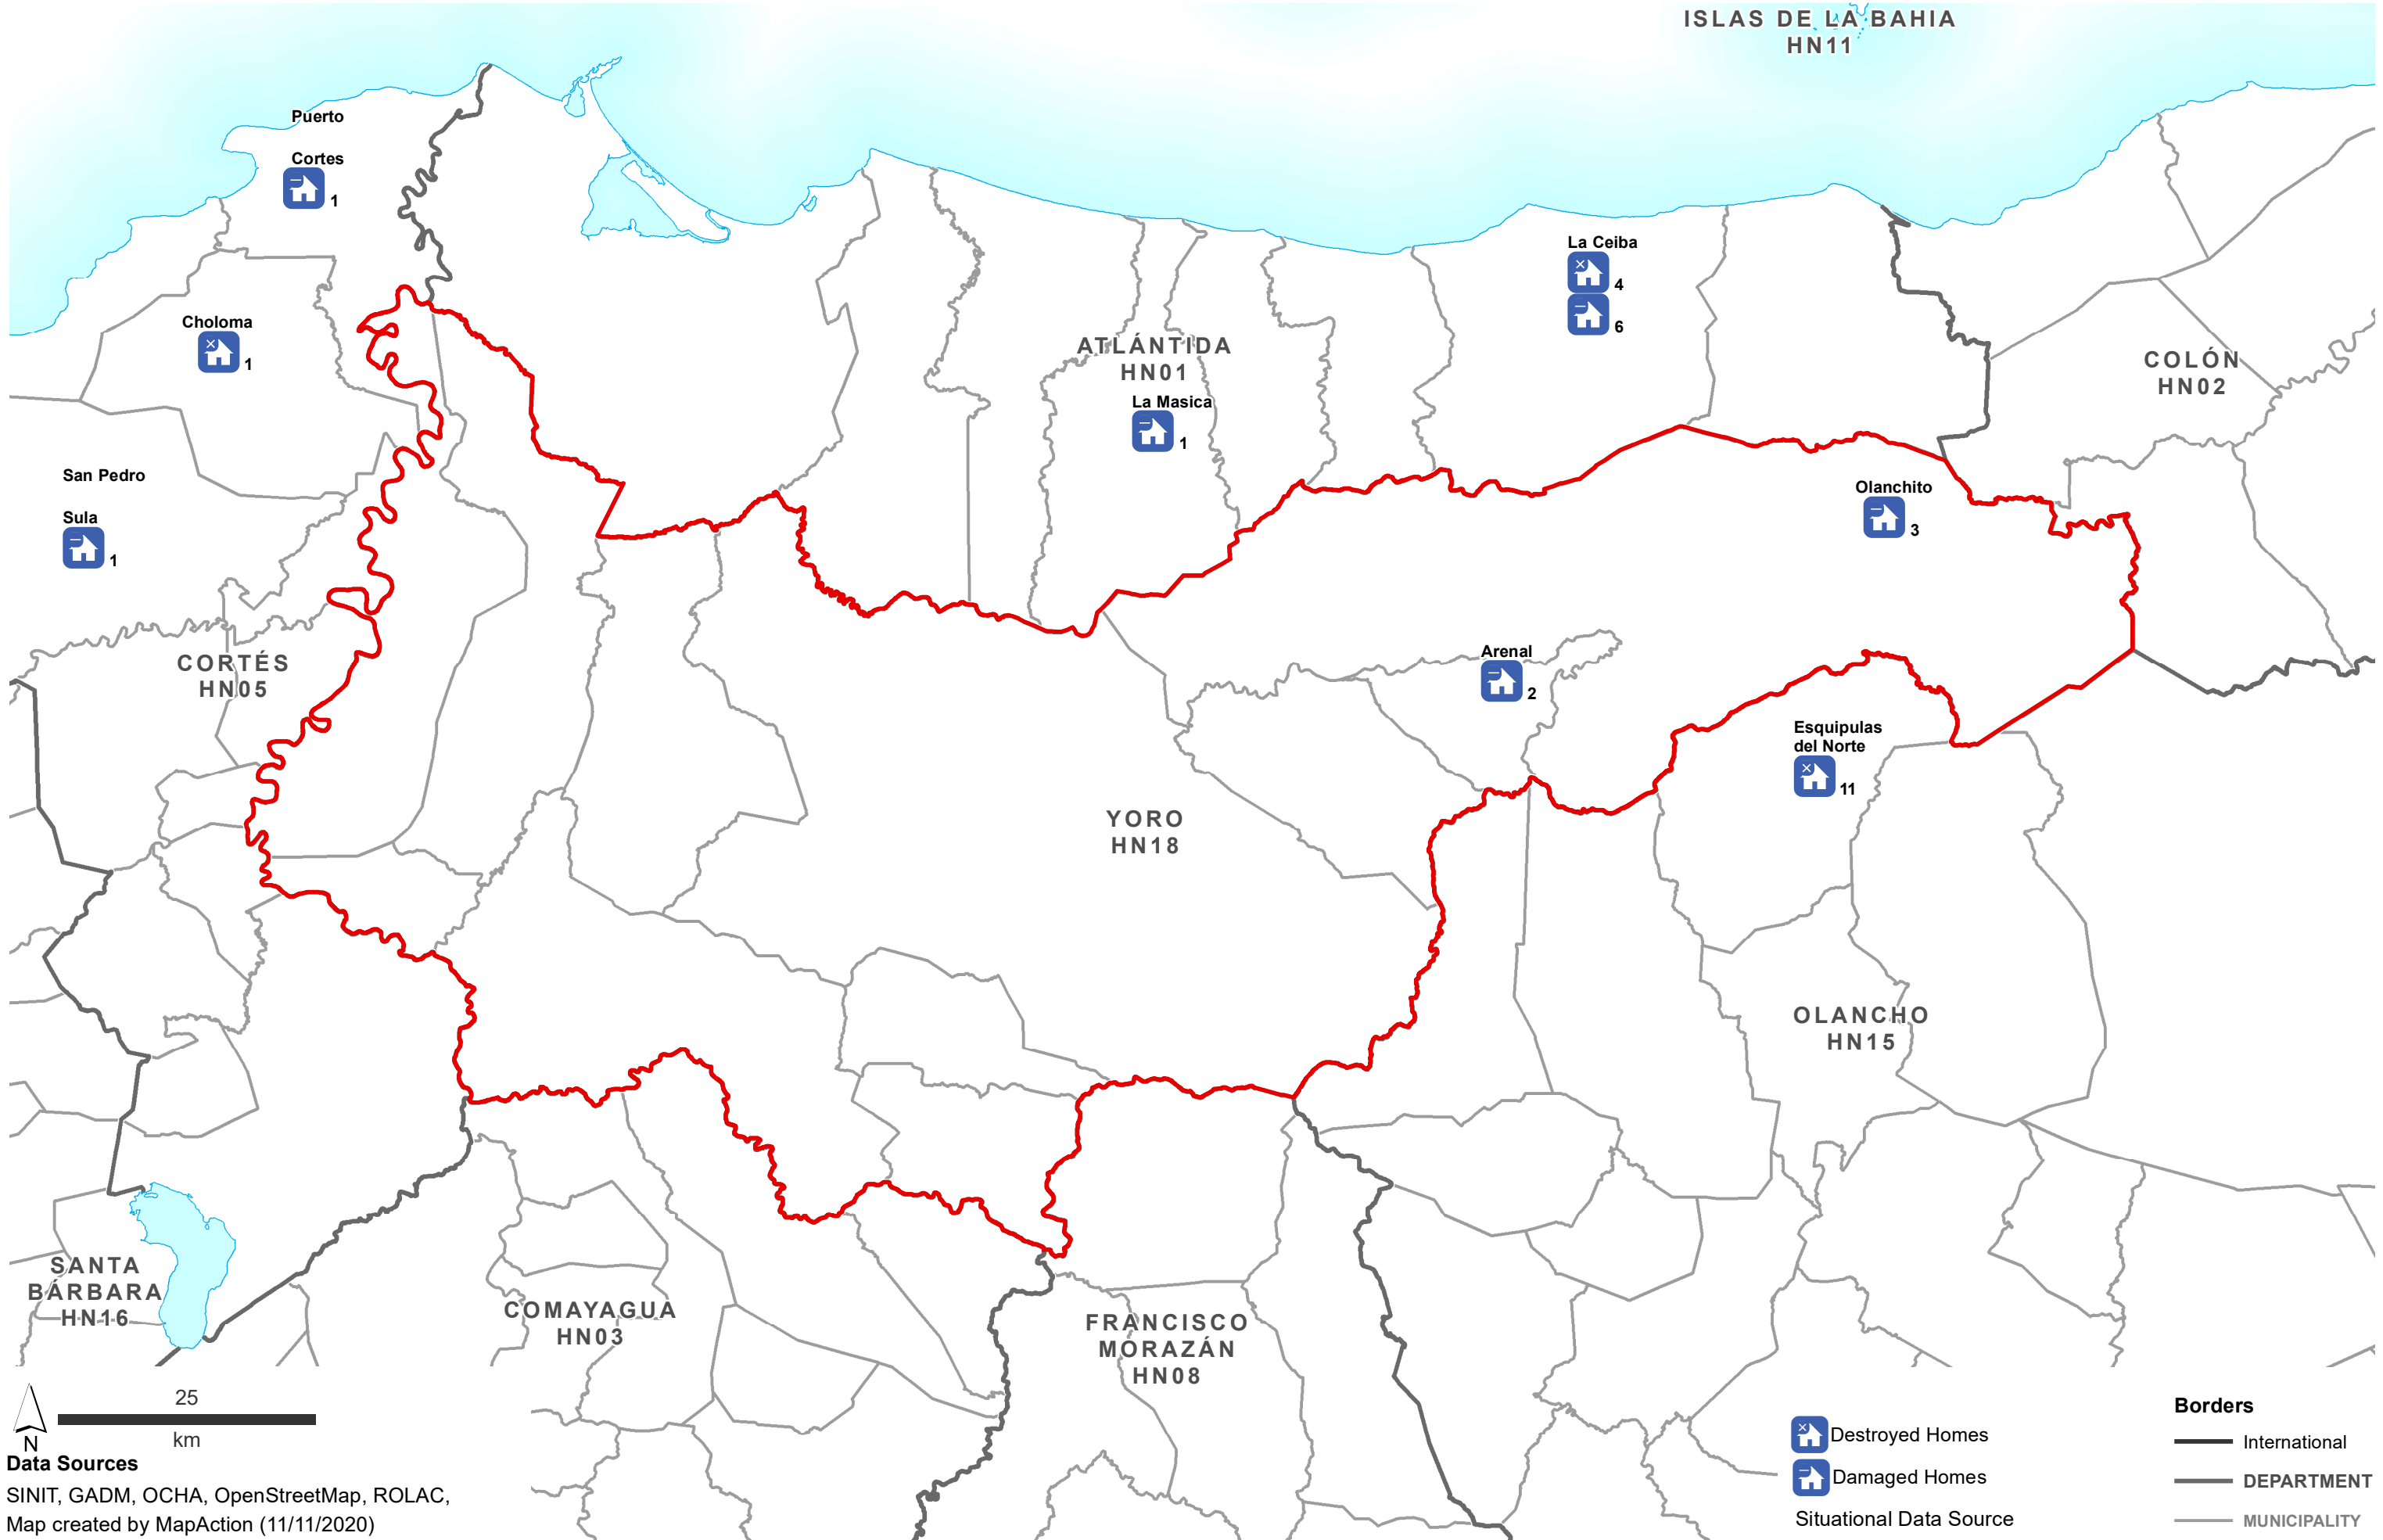 ISLAS DE LA BAHIA
HN11
Puerto
Cortes
1
La Ceiba
4
6
Choloma
1
ATLÁNTIDA
HN01
COLÓN
HN02
La Masica
1
San Pedro
Sula
1
Olanchito
3
CORTÉS
HN05
Arenal
2
Esquipulas
del Norte
11
YORO
HN18
OLANCHO
HN15
SANTA
BÁRBARA
HN16
COMAYAGUA
HN03
FRANCISCO
MORAZÁN
HN08
25
km
N
Data Sources
SINIT, GADM, OCHA, OpenStreetMap, ROLAC,
Map created by MapAction (11/11/2020)
Destroyed Homes
Damaged Homes
Situational Data Source
Borders
International
DEPARTMENT
MUNICIPALITY